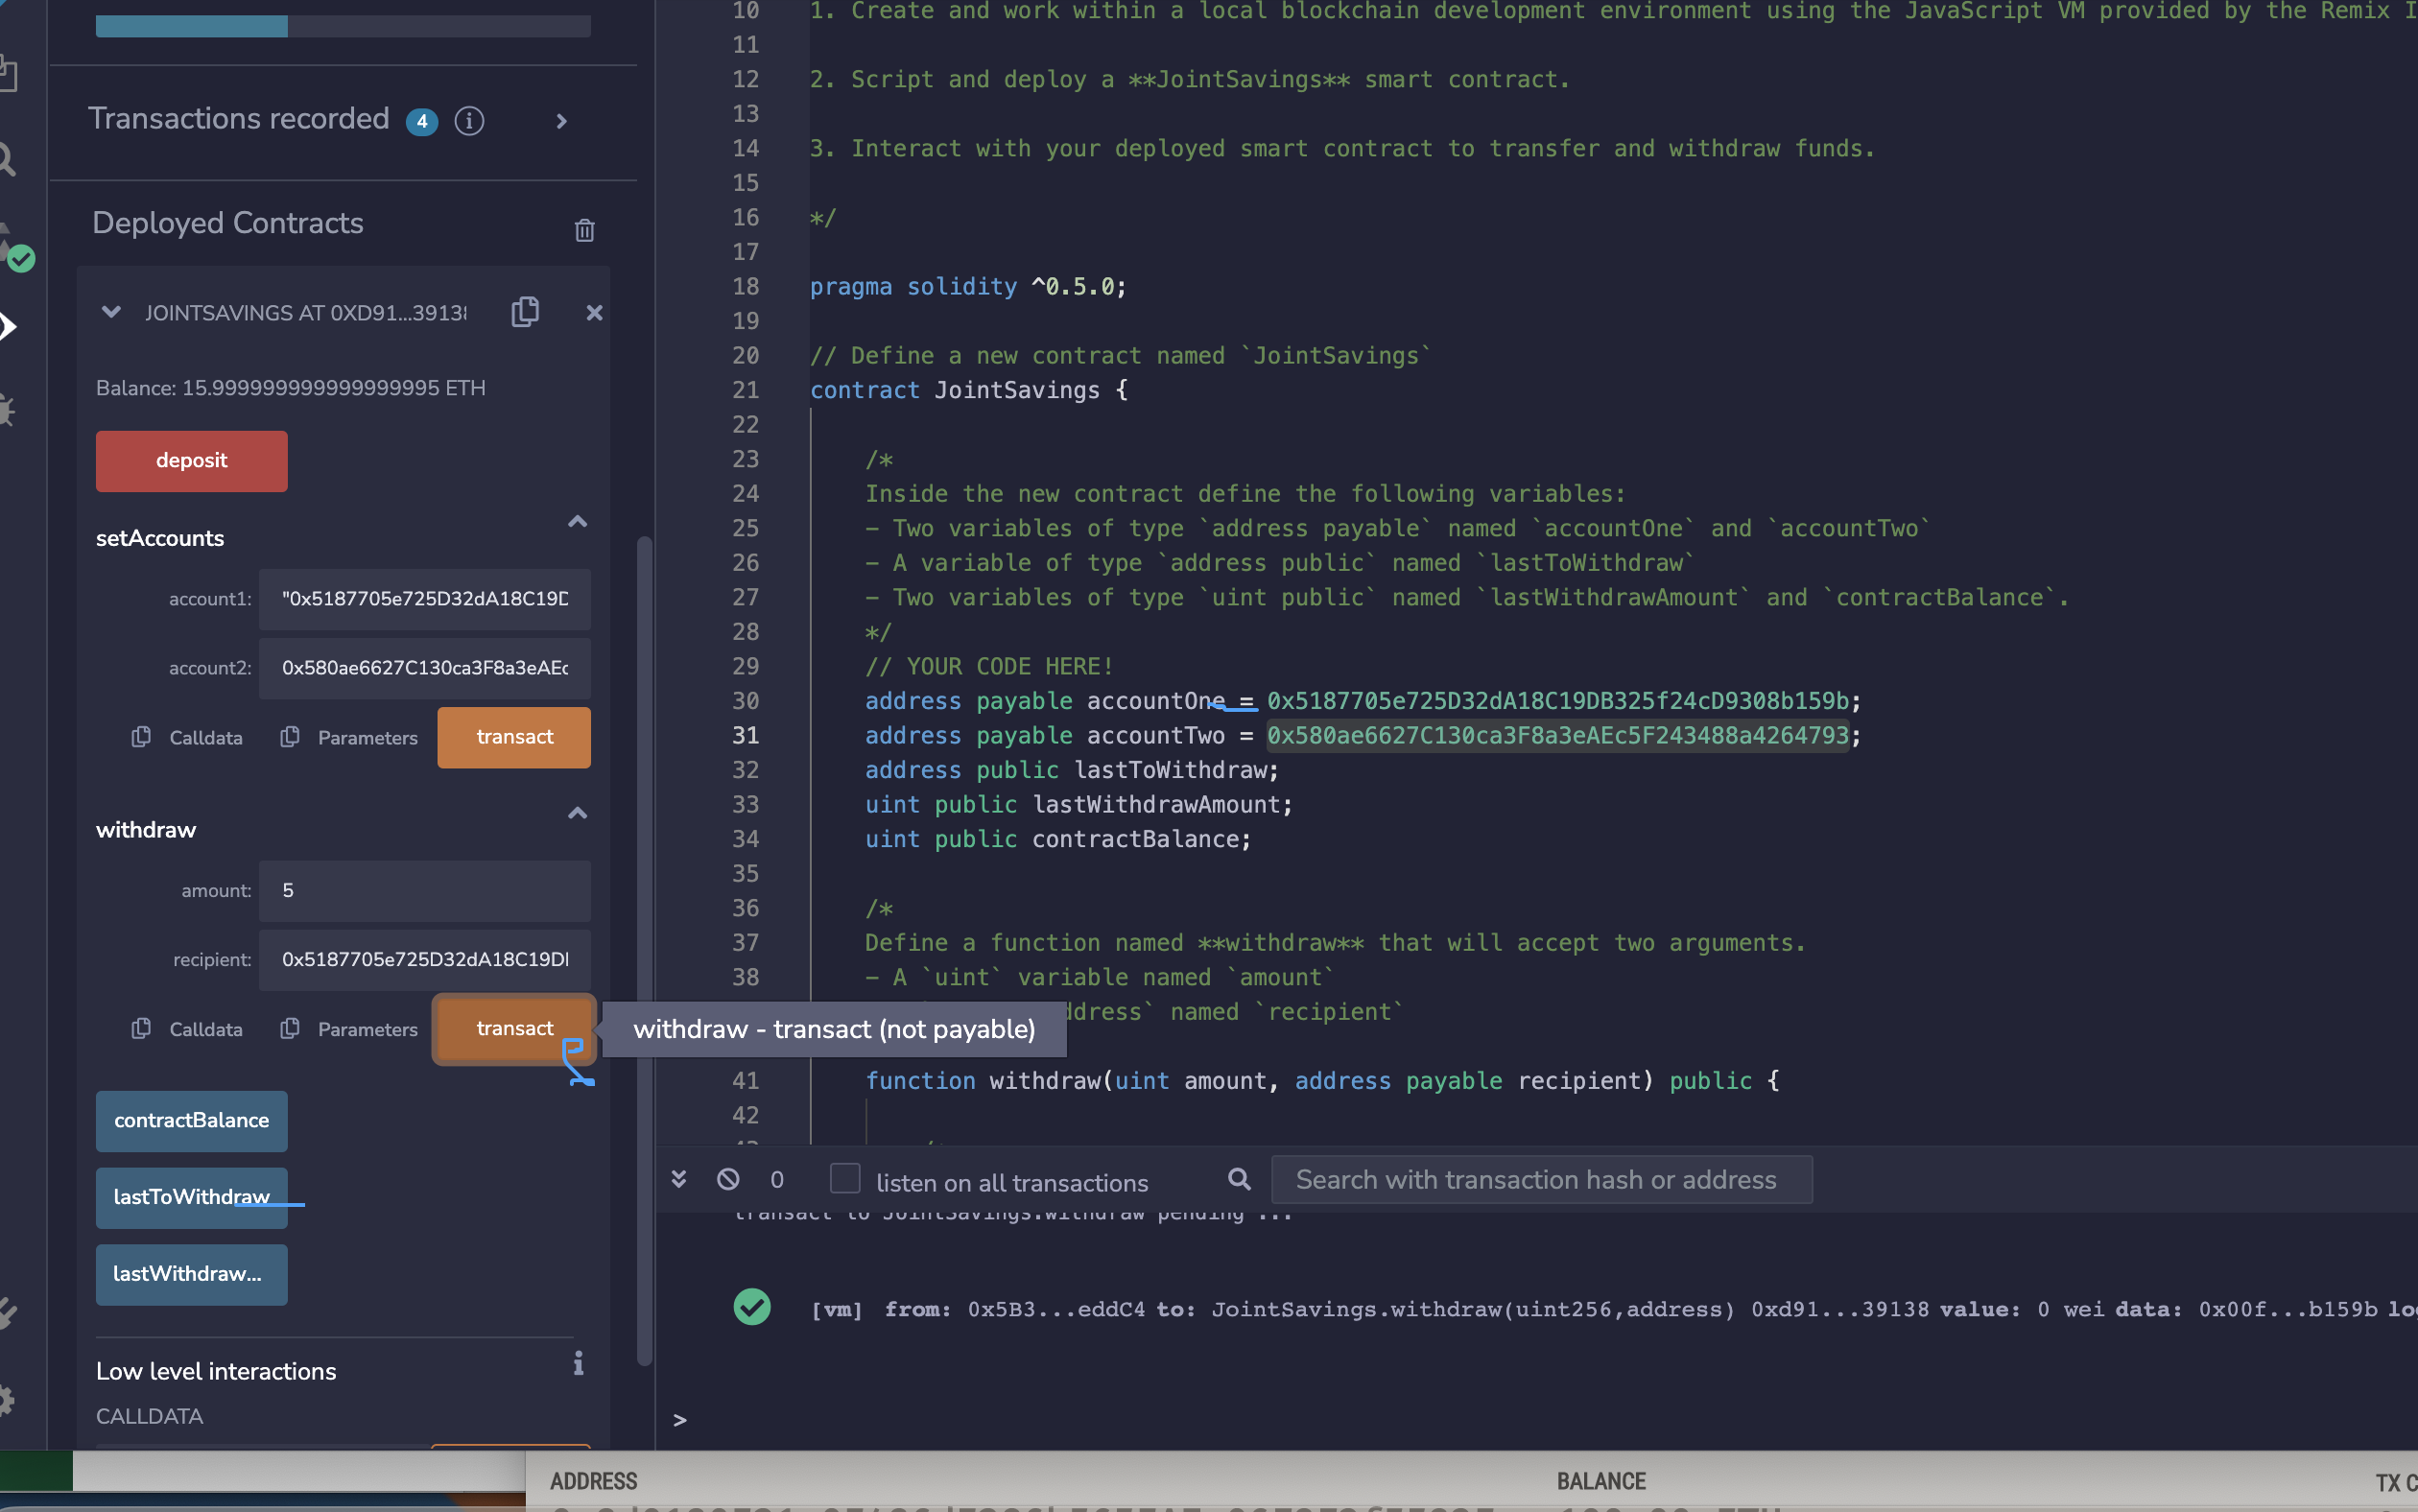 Transactions recorded 4
Deployed Contracts
JOINTSAVINGS AT 0XD91...3913
Balance: 15.999999999999999995 ETH
deposit
setAccounts
account1: "0x5187705e725D32dA18C19D
account2: 0x580ae6627C130ca3F8a3eAEc
Calldata Parameters transact
withdraw
amount: 5
recipient: 0x5187705e725D32dA18C19D
Calldata Parameters transact
withdraw - transact (not payable)
contractBalance
lastToWithdraw
lastWithdraw...
Low level interactions
CALLDATA
10 1. Create and work within a local blockchain development environment using the JavaScript VM provided by the Remix I
11
12 2. Script and deploy a **JointSavings** smart contract.
13
14 3. Interact with your deployed smart contract to transfer and withdraw funds.
15
16 */
17
18 pragma solidity ^0.5.0;
19
20 // Define a new contract named `JointSavings`
21 contract JointSavings {
22
23 /*
24 Inside the new contract define the following variables:
25 - Two variables of type `address payable` named `accountOne` and `accountTwo`
26 - A variable of type `address public` named `lastToWithdraw`
27 - Two variables of type `uint public` named `lastWithdrawAmount` and `contractBalance`.
28 */
29 // YOUR CODE HERE!
30 address payable accountOne = 0x5187705e725D32dA18C19DB325f24cD9308b159b;
31 address payable accountTwo = 0x580ae6627C130ca3F8a3eAEc5F243488a4264793;
32 address public lastToWithdraw;
33 uint public lastWithdrawAmount;
34 uint public contractBalance;
35
36 /*
37 Define a function named **withdraw** that will accept two arguments.
38 - A `uint` variable named `amount`
ddress` named `recipient`
41 function withdraw(uint amount, address payable recipient) public {
42
0 listen on all transactions Search with transaction hash or address
transact to JointSavings.withdraw pending ...
[vm] from: 0x5B3...eddC4 to: JointSavings.withdraw(uint256,address) 0xd91...39138 value: 0 wei data: 0x00f...b159b lo
>
ADDRESS BALANCE TX C